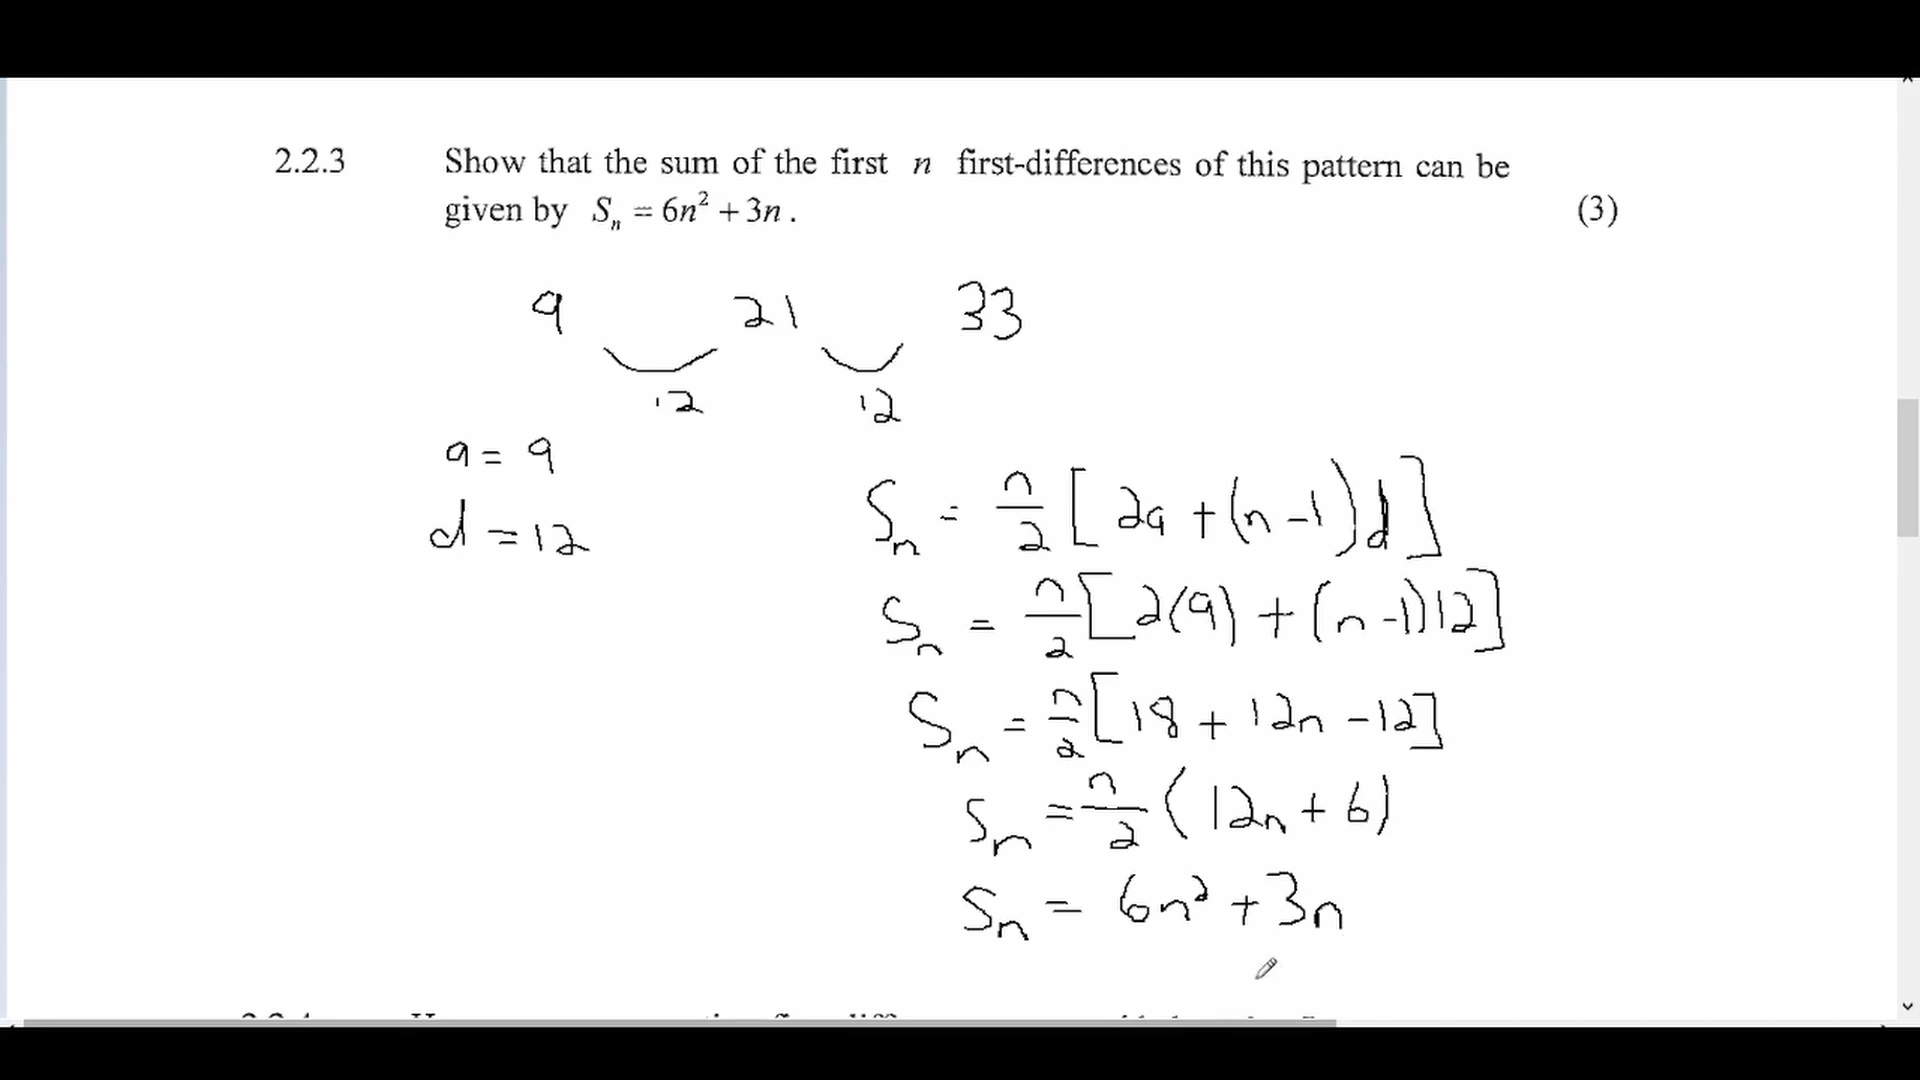 2.2.3 Show that the sum of the first n first-differences of this pattern can be
given by Sₙ = 6n² + 3n . (3)
9 21 33
12 12
a = 9
d = 12
Sₙ = n/2 [ 2a + (n - 1) d ]
Sₙ = n/2 [ 2(9) + (n - 1)12 ]
Sₙ = n/2 [ 18 + 12n - 12 ]
Sₙ = n/2 ( 12n + 6 )
Sₙ = 6n² + 3n